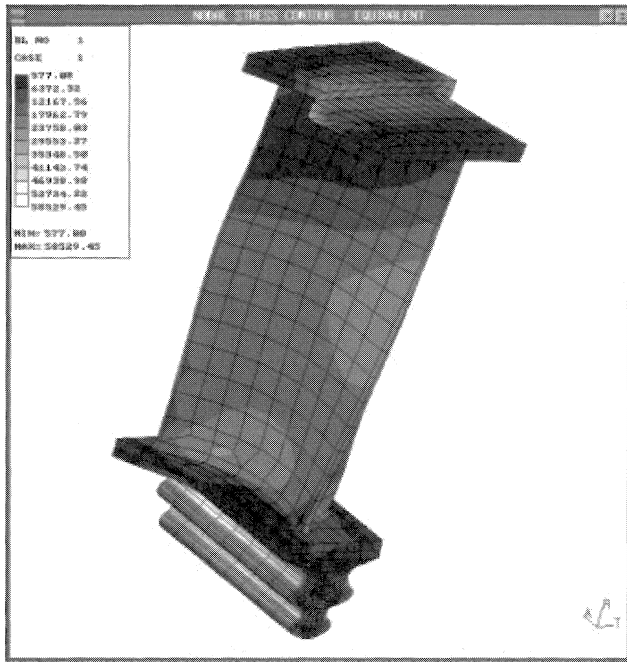 NODAL STRESS CONTOUR - EQUIVALENT
BL NO 1
CASE 1
577.08
6372.32
12167.56
17962.79
23758.03
29553.27
35348.50
41143.74
46938.98
52734.22
58529.45
MIN: 577.08
MAX: 58529.45
R
A
T